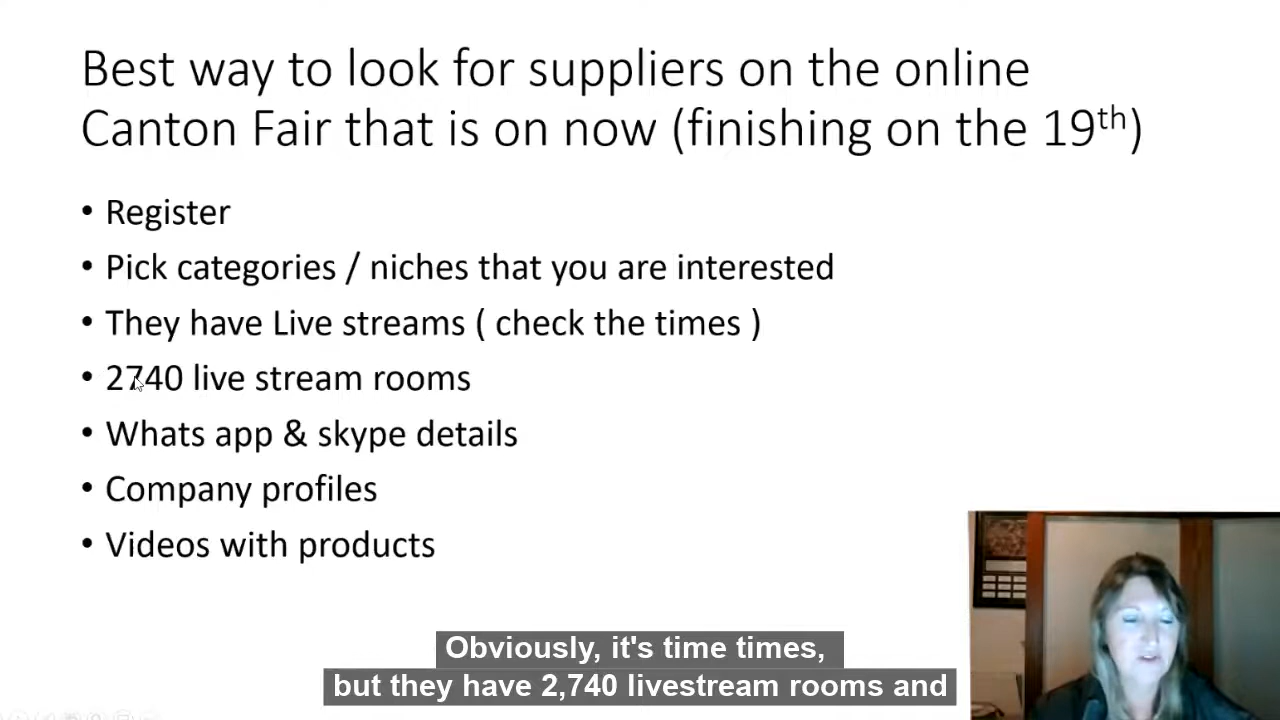 Best way to look for suppliers on the online
Canton Fair that is on now (finishing on the 19th)
• Register
• Pick categories / niches that you are interested
• They have Live streams ( check the times )
• 2740 live stream rooms
• Whats app & skype details
• Company profiles
• Videos with products
Obviously, it's time times,
but they have 2,740 livestream rooms and